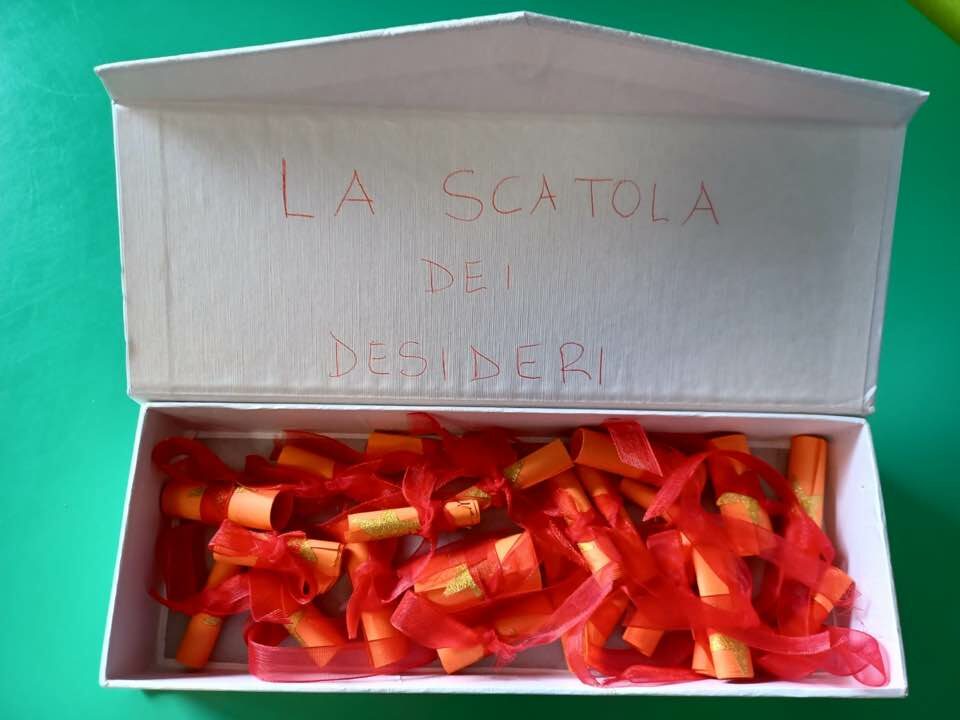 LA SCATOLA
DEI
DESIDERI